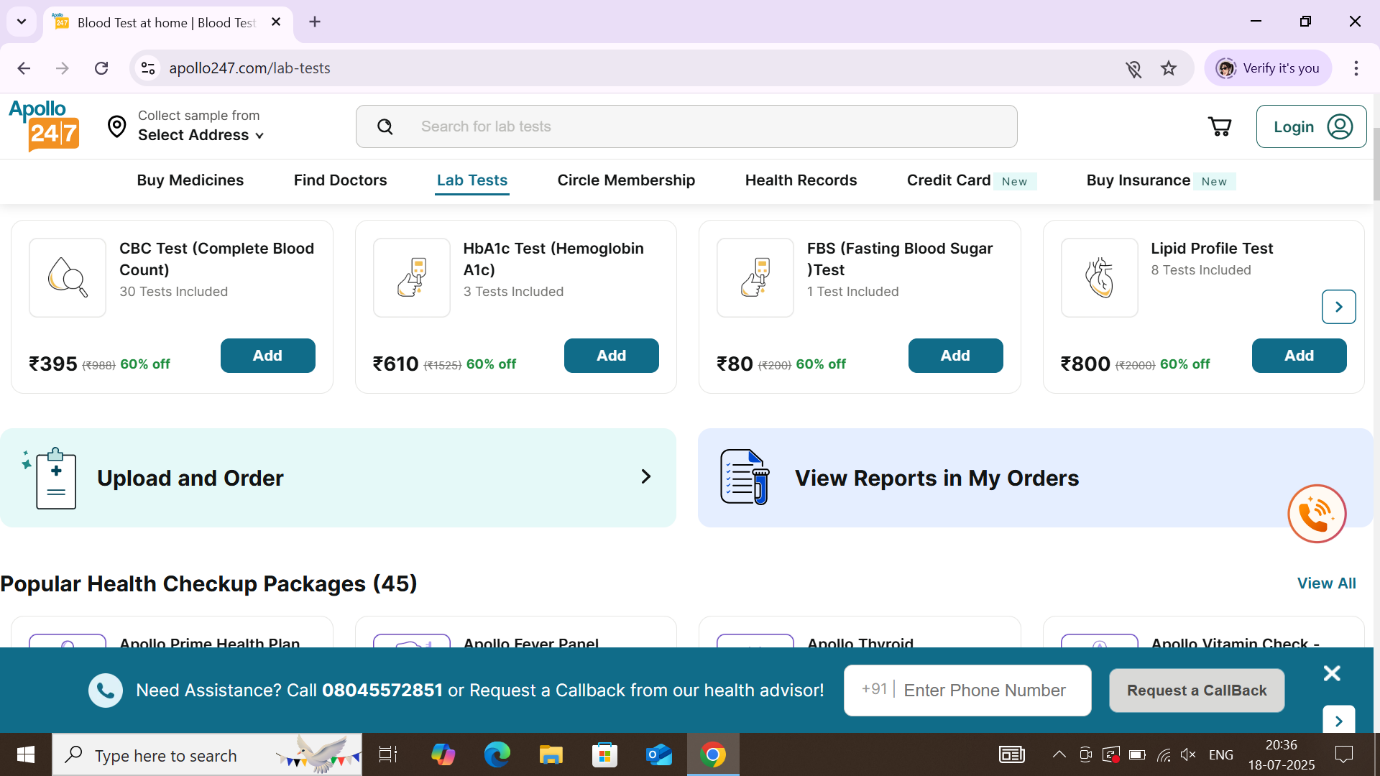 Blood Test at home | Blood Test
apollo247.com/lab-tests
Verify it's you
Apollo
24|7
Collect sample from
Select Address
Search for lab tests
Login
Buy Medicines
Find Doctors
Lab Tests
Circle Membership
Health Records
Credit Card New
Buy Insurance New
CBC Test (Complete Blood
Count)
30 Tests Included
₹395 (₹988) 60% off
Add
HbA1c Test (Hemoglobin
A1c)
3 Tests Included
₹610 (₹1525) 60% off
Add
FBS (Fasting Blood Sugar
)Test
1 Test Included
₹80 (₹200) 60% off
Add
Lipid Profile Test
8 Tests Included
₹800 (₹2000) 60% off
Add
Upload and Order
View Reports in My Orders
Popular Health Checkup Packages (45)
View All
Apollo Prime Health Plan
Apollo Fever Panel
Apollo Thyroid
Apollo Vitamin Check -
Need Assistance? Call 08045572851 or Request a Callback from our health advisor!
+91 | Enter Phone Number
Request a CallBack
Type here to search
ENG
20:36
18-07-2025